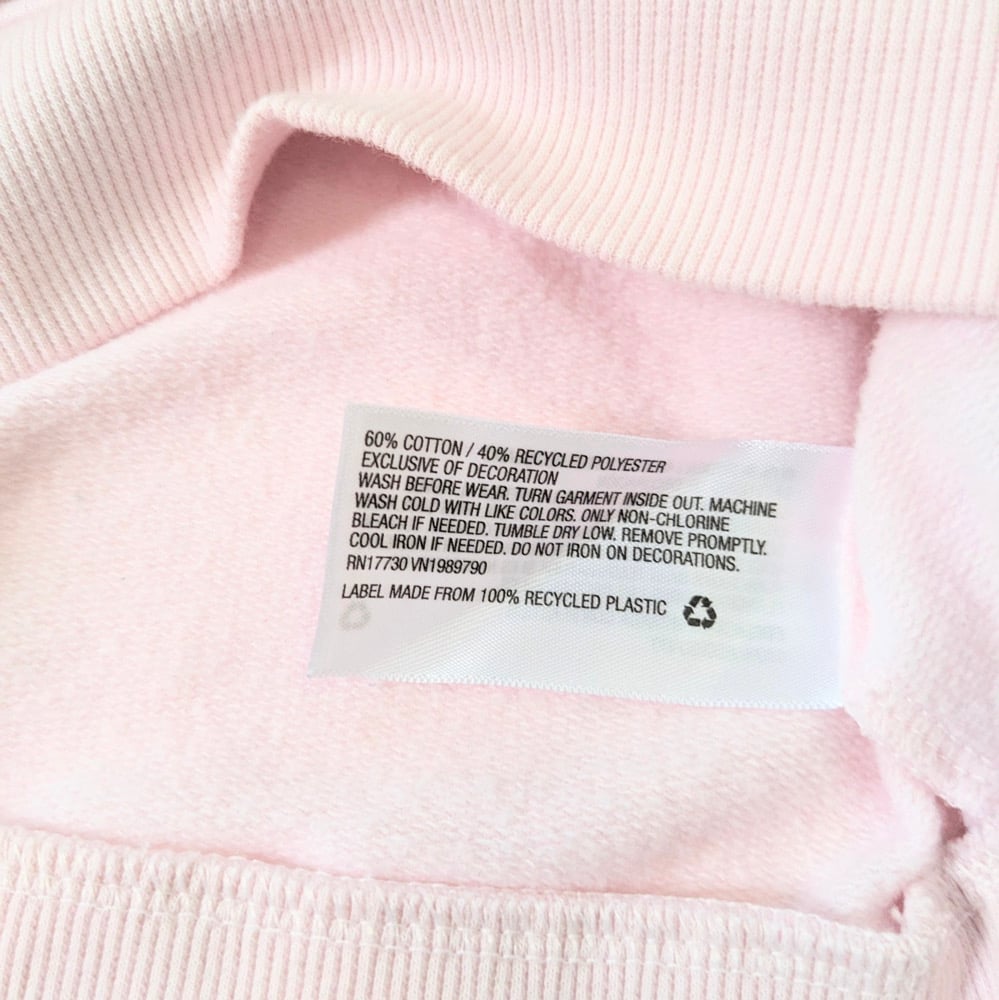 60% COTTON / 40% RECYCLED POLYESTER
EXCLUSIVE OF DECORATION
WASH BEFORE WEAR. TURN GARMENT INSIDE OUT. MACHINE
WASH COLD WITH LIKE COLORS. ONLY NON-CHLORINE
BLEACH IF NEEDED. TUMBLE DRY LOW. REMOVE PROMPTLY.
COOL IRON IF NEEDED. DO NOT IRON ON DECORATIONS.
RN17730 VN1989790
LABEL MADE FROM 100% RECYCLED PLASTIC